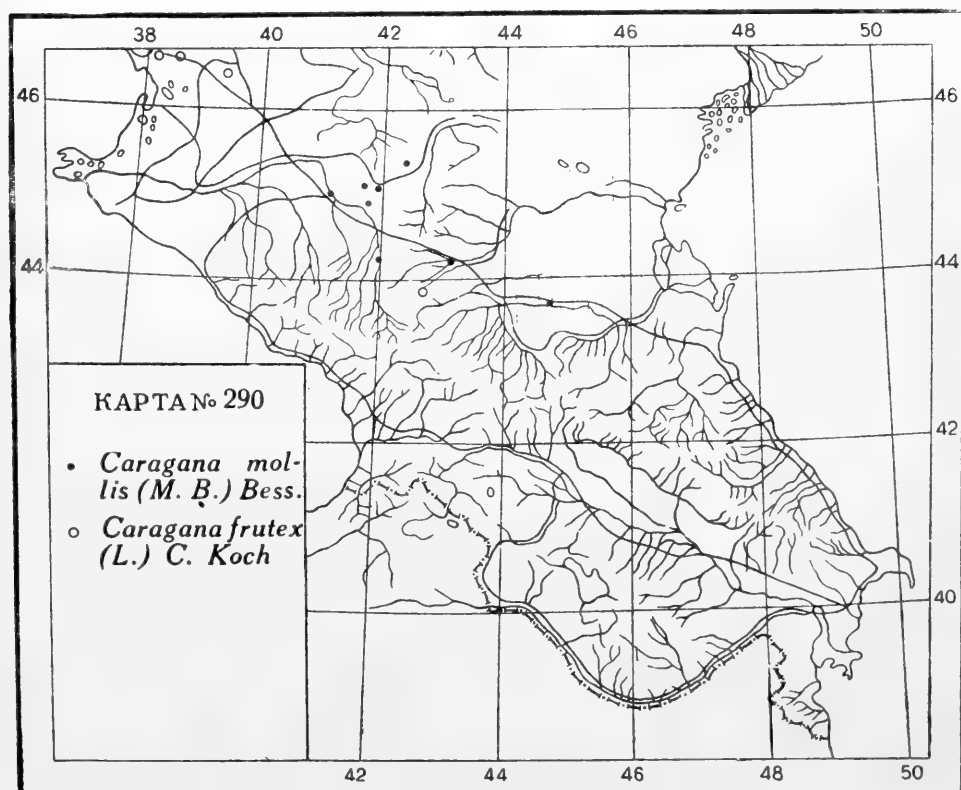 38 40 42 44 46 48 50
46 46
44 44
КАРТА № 290
42
• Caragana mol-
lis (M. B.) Bess.
○ Caragana frutex
(L.) C. Koch
40
42 44 46 48 50